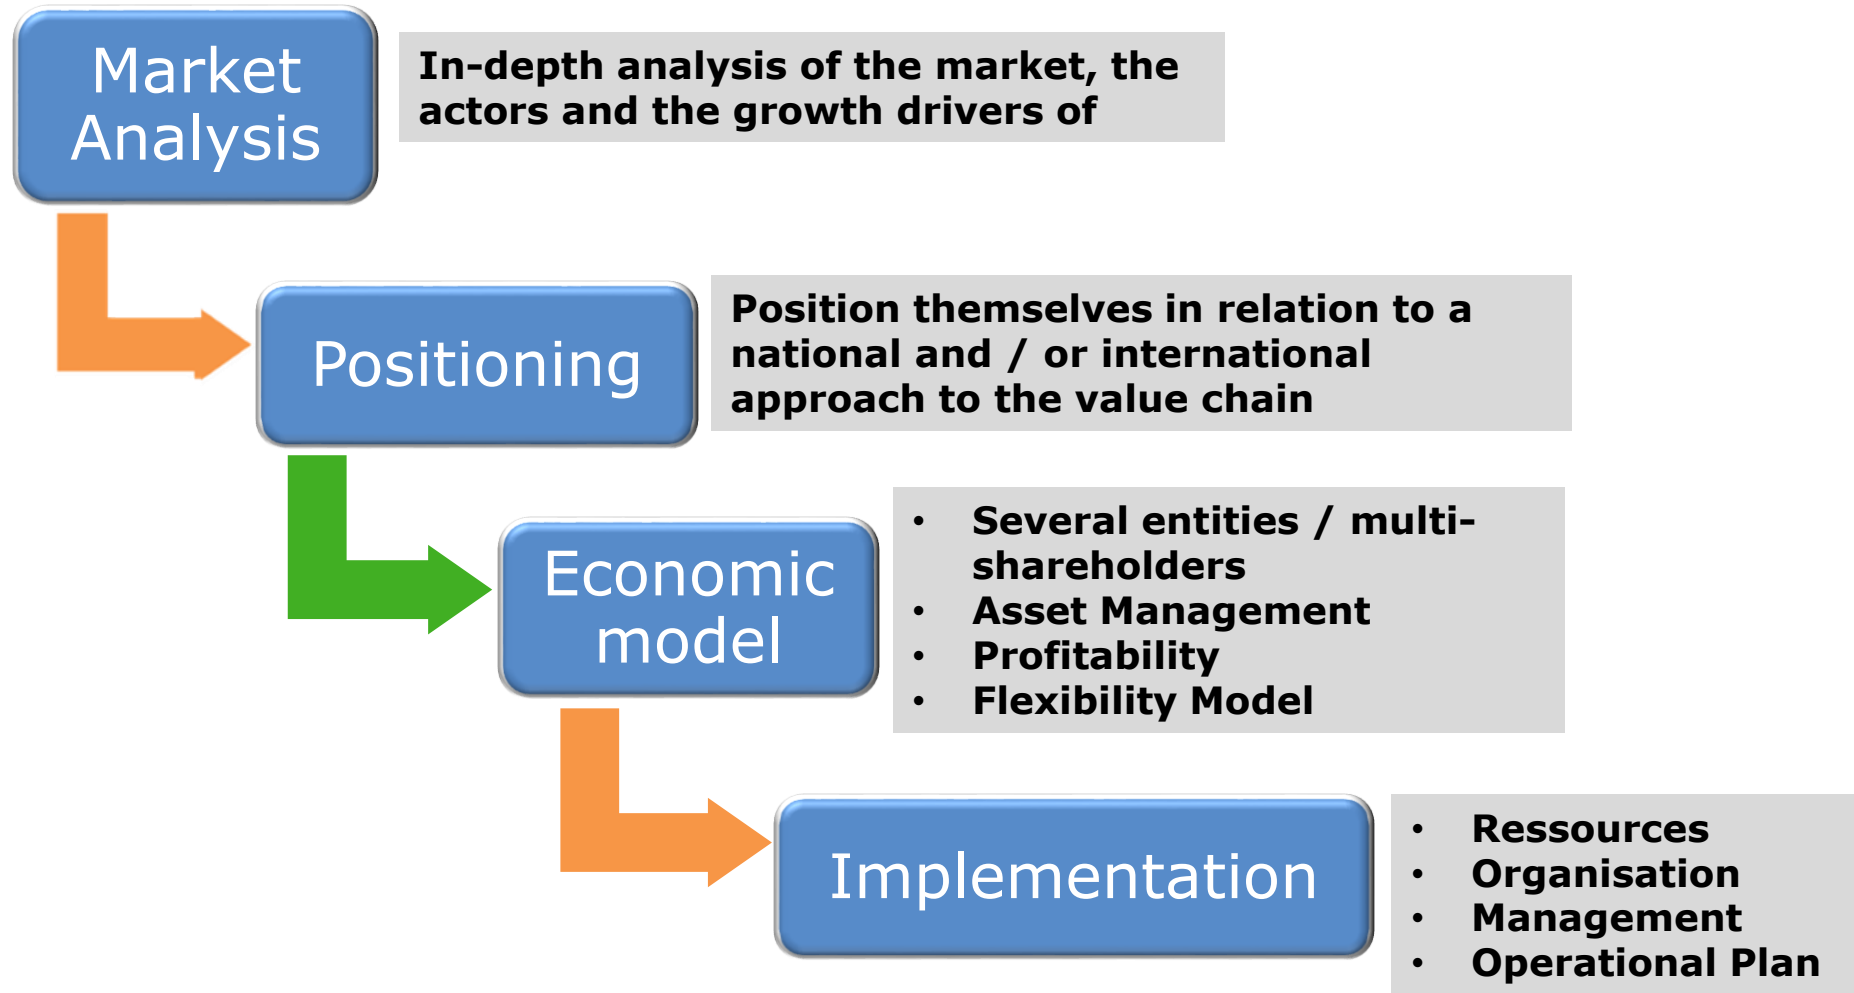 Market
Analysis
In-depth analysis of the market, the
actors and the growth drivers of
Positioning
Position themselves in relation to a
national and / or international
approach to the value chain
Economic
model
• Several entities / multi-
shareholders
• Asset Management
• Profitability
• Flexibility Model
Implementation
• Ressources
• Organisation
• Management
• Operational Plan